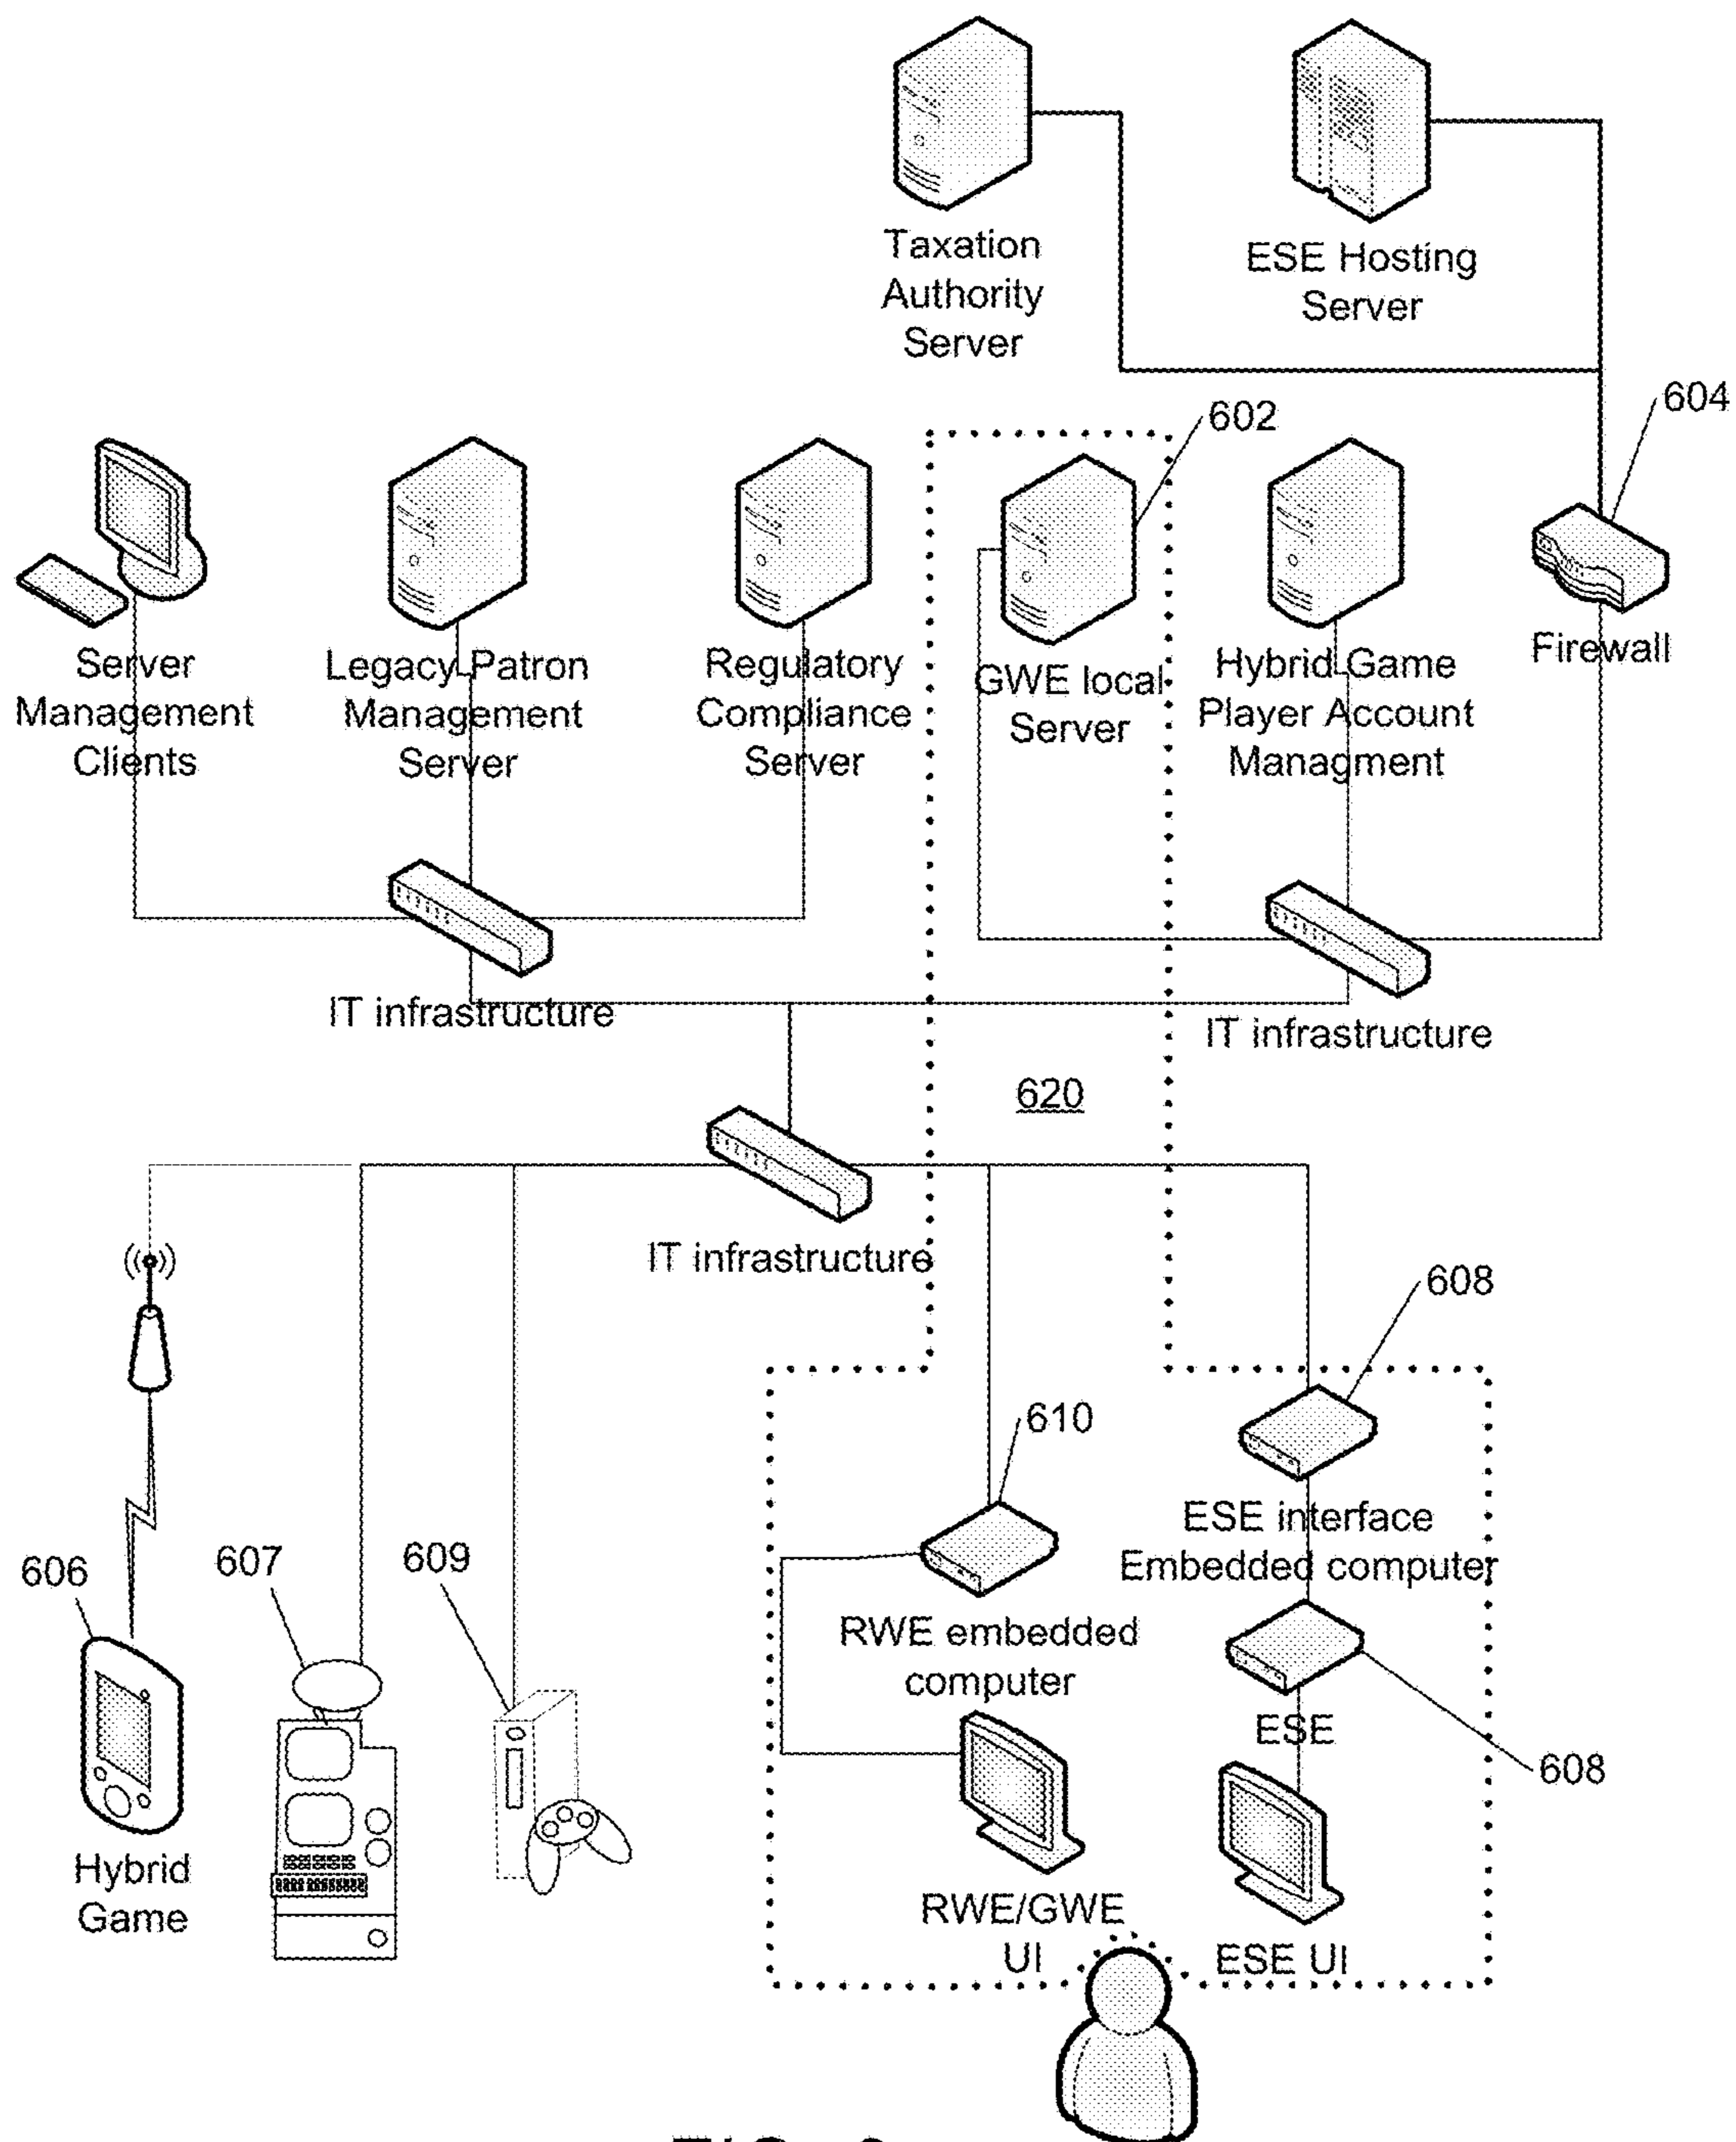 Taxation
Authority
Server
ESE Hosting
Server
602
604
Server
Management
Clients
Legacy Patron
Management
Server
Regulatory
Compliance
Server
GWE local
Server
Hybrid Game
Player Account
Managment
Firewall
IT infrastructure
IT infrastructure
620
IT infrastructure
608
610
ESE interface
Embedded computer
606
607
609
RWE embedded
computer
ESE
608
Hybrid
Game
RWE/GWE
UI
ESE UI